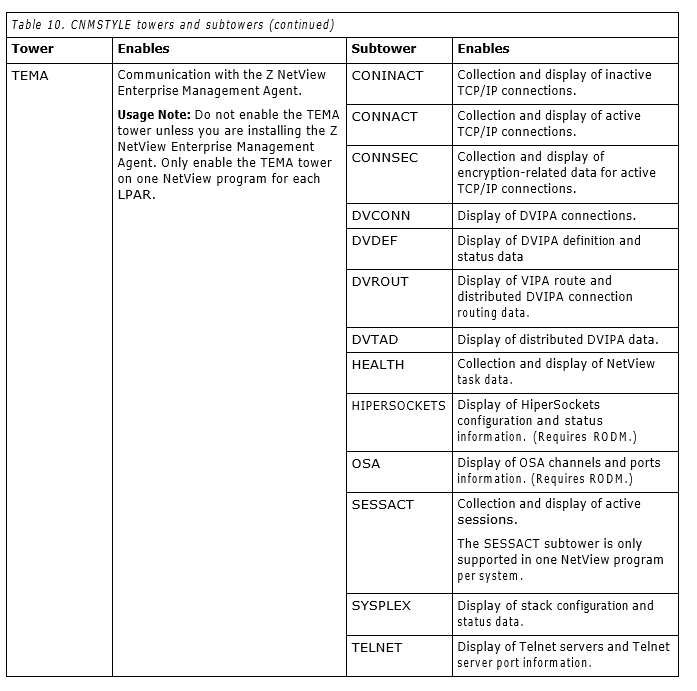 Table 10. CNMSTYLE towers and subtowers (continued)
Tower Enables Subtower Enables
TEMA
Communication with the Z NetView
Enterprise Management Agent.
Usage Note: Do not enable the TEMA
tower unless you are installing the Z
NetView Enterprise Management
Agent. Only enable the TEMA tower
on one NetView program for each
LPAR.
CONINACT
Collection and display of inactive
TCP/IP connections.
CONNACT
Collection and display of active
TCP/IP connections.
CONNSEC
Collection and display of
encryption-related data for active
TCP/IP connections.
DVCONN
Display of DVIPA connections.
DVDEF
Display of DVIPA definition and
status data
DVROUT
Display of VIPA route and
distributed DVIPA connection
routing data.
DVTAD
Display of distributed DVIPA data.
HEALTH
Collection and display of NetView
task data.
HIPERSOCKETS
Display of HiperSockets
configuration and status
information. (Requires RODM.)
OSA
Display of OSA channels and ports
information. (Requires RODM.)
SESSACT
Collection and display of active
sessions.
The SESSACT subtower is only
supported in one NetView program
per system.
SYSPLEX
Display of stack configuration and
status data.
TELNET
Display of Telnet servers and Telnet
server port information.